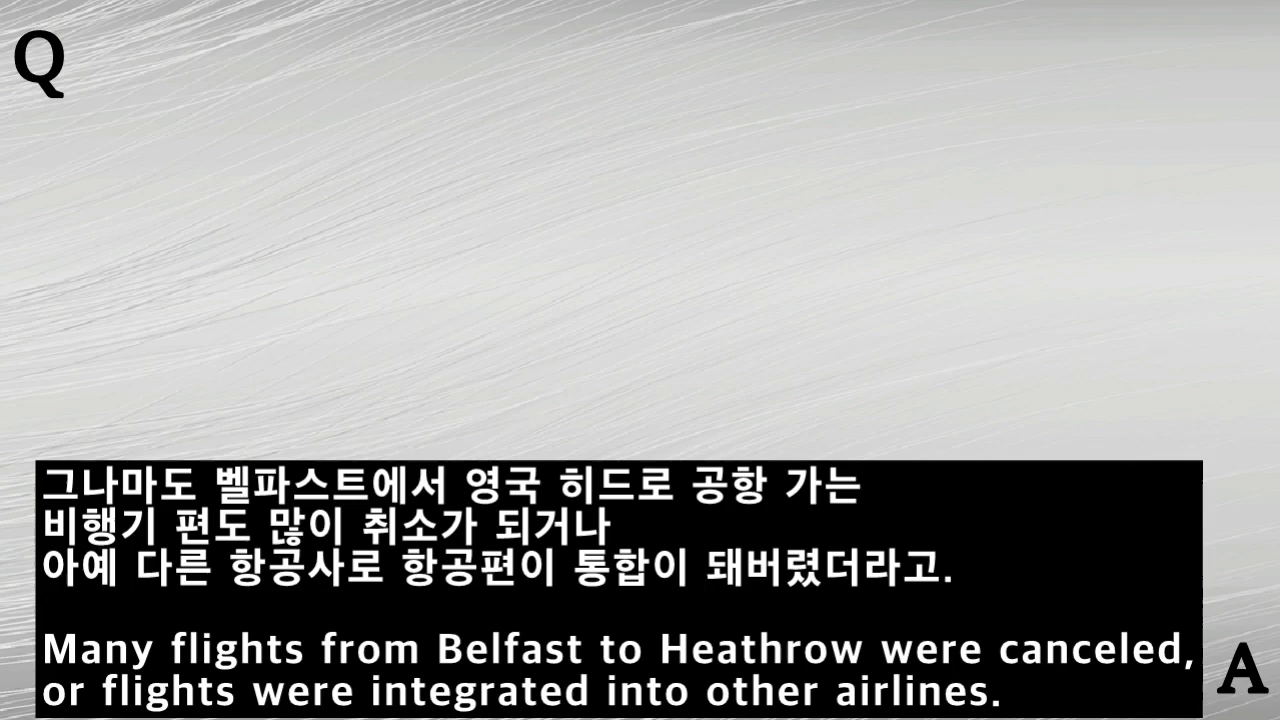 Q
그나마도 벨파스트에서 영국 히드로 공항 가는
비행기 편도 많이 취소가 되거나
아예 다른 항공사로 항공편이 통합이 돼버렸더라고.
Many flights from Belfast to Heathrow were canceled,
or flights were integrated into other airlines.
A